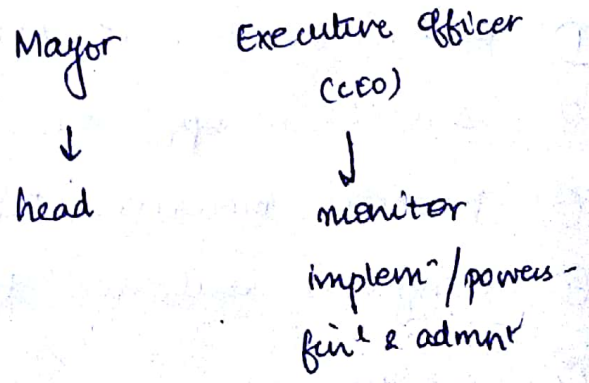 Mayor Executive Officer
(CEO)
↓ ↓
head monitor
implemⁿ / powers -
finˡ & admnʳ